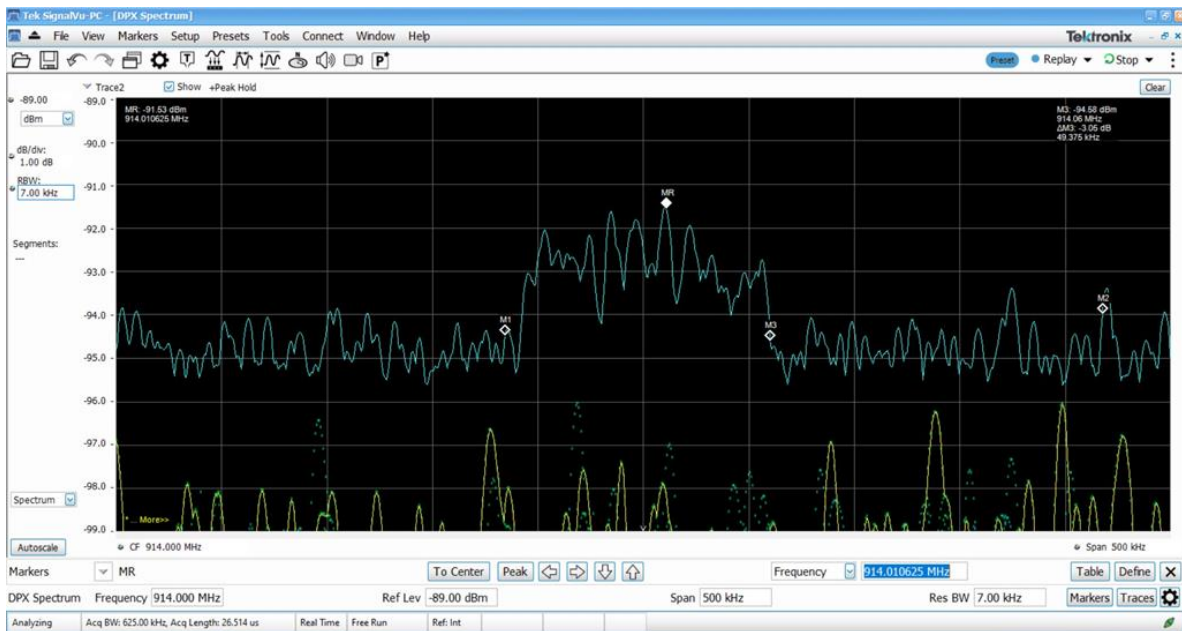 Tek SignalVu-PC - [DPX Spectrum]
File View Markers Setup Presets Tools Connect Window Help
Tektronix
Preset Replay Stop
Trace2 Show +Peak Hold Clear
-89.00
dBm
dB/div:
1.00 dB
RBW:
7.00 kHz
Segments:
---
Spectrum
Autoscale
-89.0
-90.0
-91.0
-92.0
-93.0
-94.0
-95.0
-96.0
-97.0
-98.0
-99.0
MR: -91.53 dBm
914.010625 MHz
M3: -94.58 dBm
914.06 MHz
ΔM3: -3.05 dB
49.375 kHz
MR
M1
M3
M2
* ... More>>
CF 914.000 MHz
Span 500 kHz
Markers MR To Center Peak Frequency 914.010625 MHz Table Define X
DPX Spectrum Frequency 914.000 MHz Ref Lev -89.00 dBm Span 500 kHz Res BW 7.00 kHz Markers Traces
Analyzing Acq BW: 625.00 kHz, Acq Length: 26.514 us Real Time Free Run Ref: Int